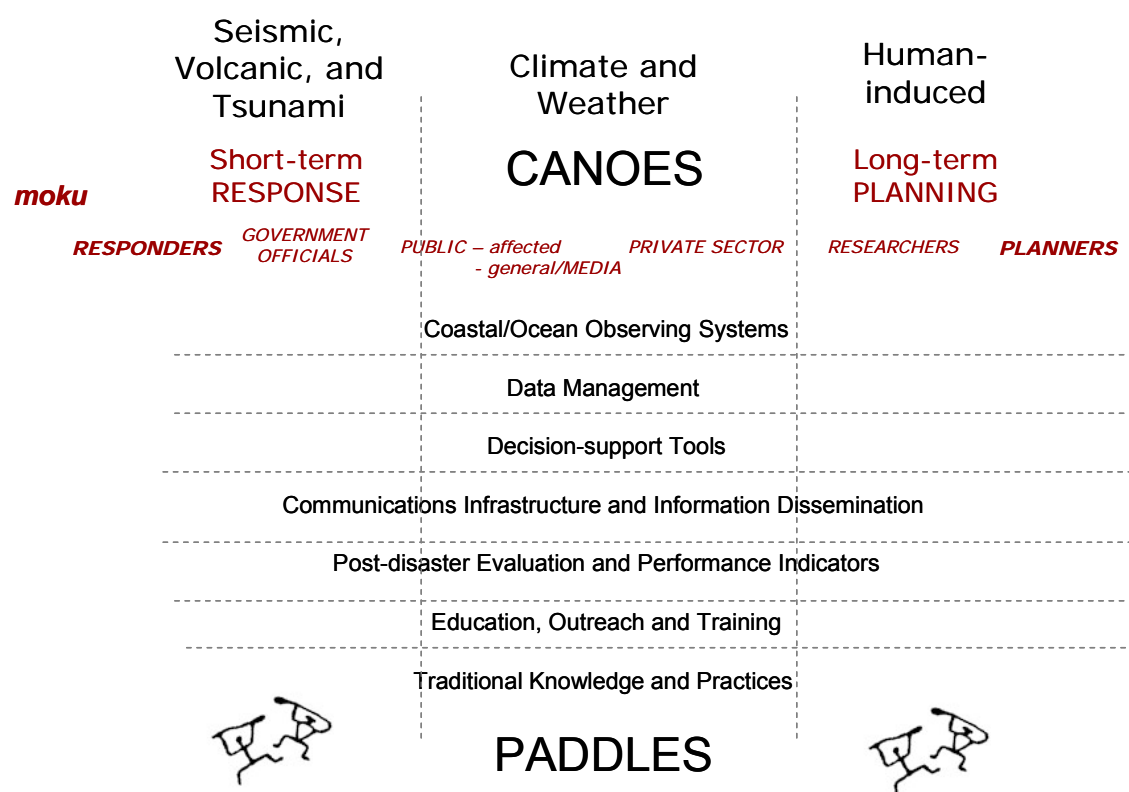 Seismic,
Volcanic, and
Tsunami
Climate and
Weather
Human-
induced
Short-term
RESPONSE
CANOES
Long-term
PLANNING
moku
RESPONDERS
GOVERNMENT
OFFICIALS
PUBLIC – affected
- general/MEDIA
PRIVATE SECTOR
RESEARCHERS
PLANNERS
Coastal/Ocean Observing Systems
Data Management
Decision-support Tools
Communications Infrastructure and Information Dissemination
Post-disaster Evaluation and Performance Indicators
Education, Outreach and Training
Traditional Knowledge and Practices
PADDLES